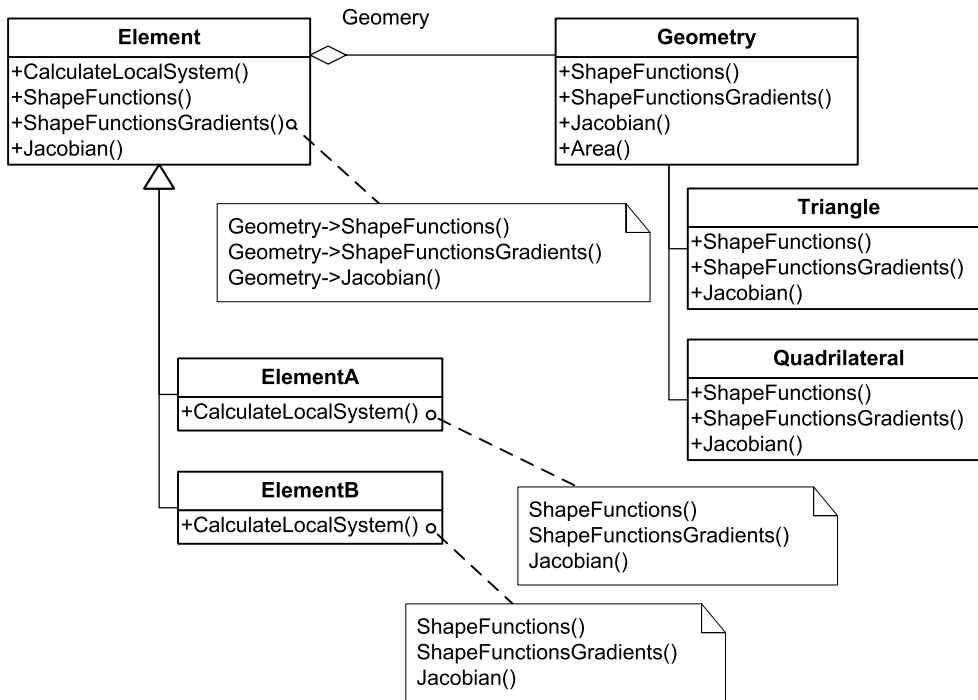 Geomery
Element
+CalculateLocalSystem()
+ShapeFunctions()
+ShapeFunctionsGradients()
+Jacobian()
Geometry
+ShapeFunctions()
+ShapeFunctionsGradients()
+Jacobian()
+Area()
Geometry->ShapeFunctions()
Geometry->ShapeFunctionsGradients()
Geometry->Jacobian()
Triangle
+ShapeFunctions()
+ShapeFunctionsGradients()
+Jacobian()
Quadrilateral
+ShapeFunctions()
+ShapeFunctionsGradients()
+Jacobian()
ElementA
+CalculateLocalSystem()
ElementB
+CalculateLocalSystem()
ShapeFunctions()
ShapeFunctionsGradients()
Jacobian()
ShapeFunctions()
ShapeFunctionsGradients()
Jacobian()